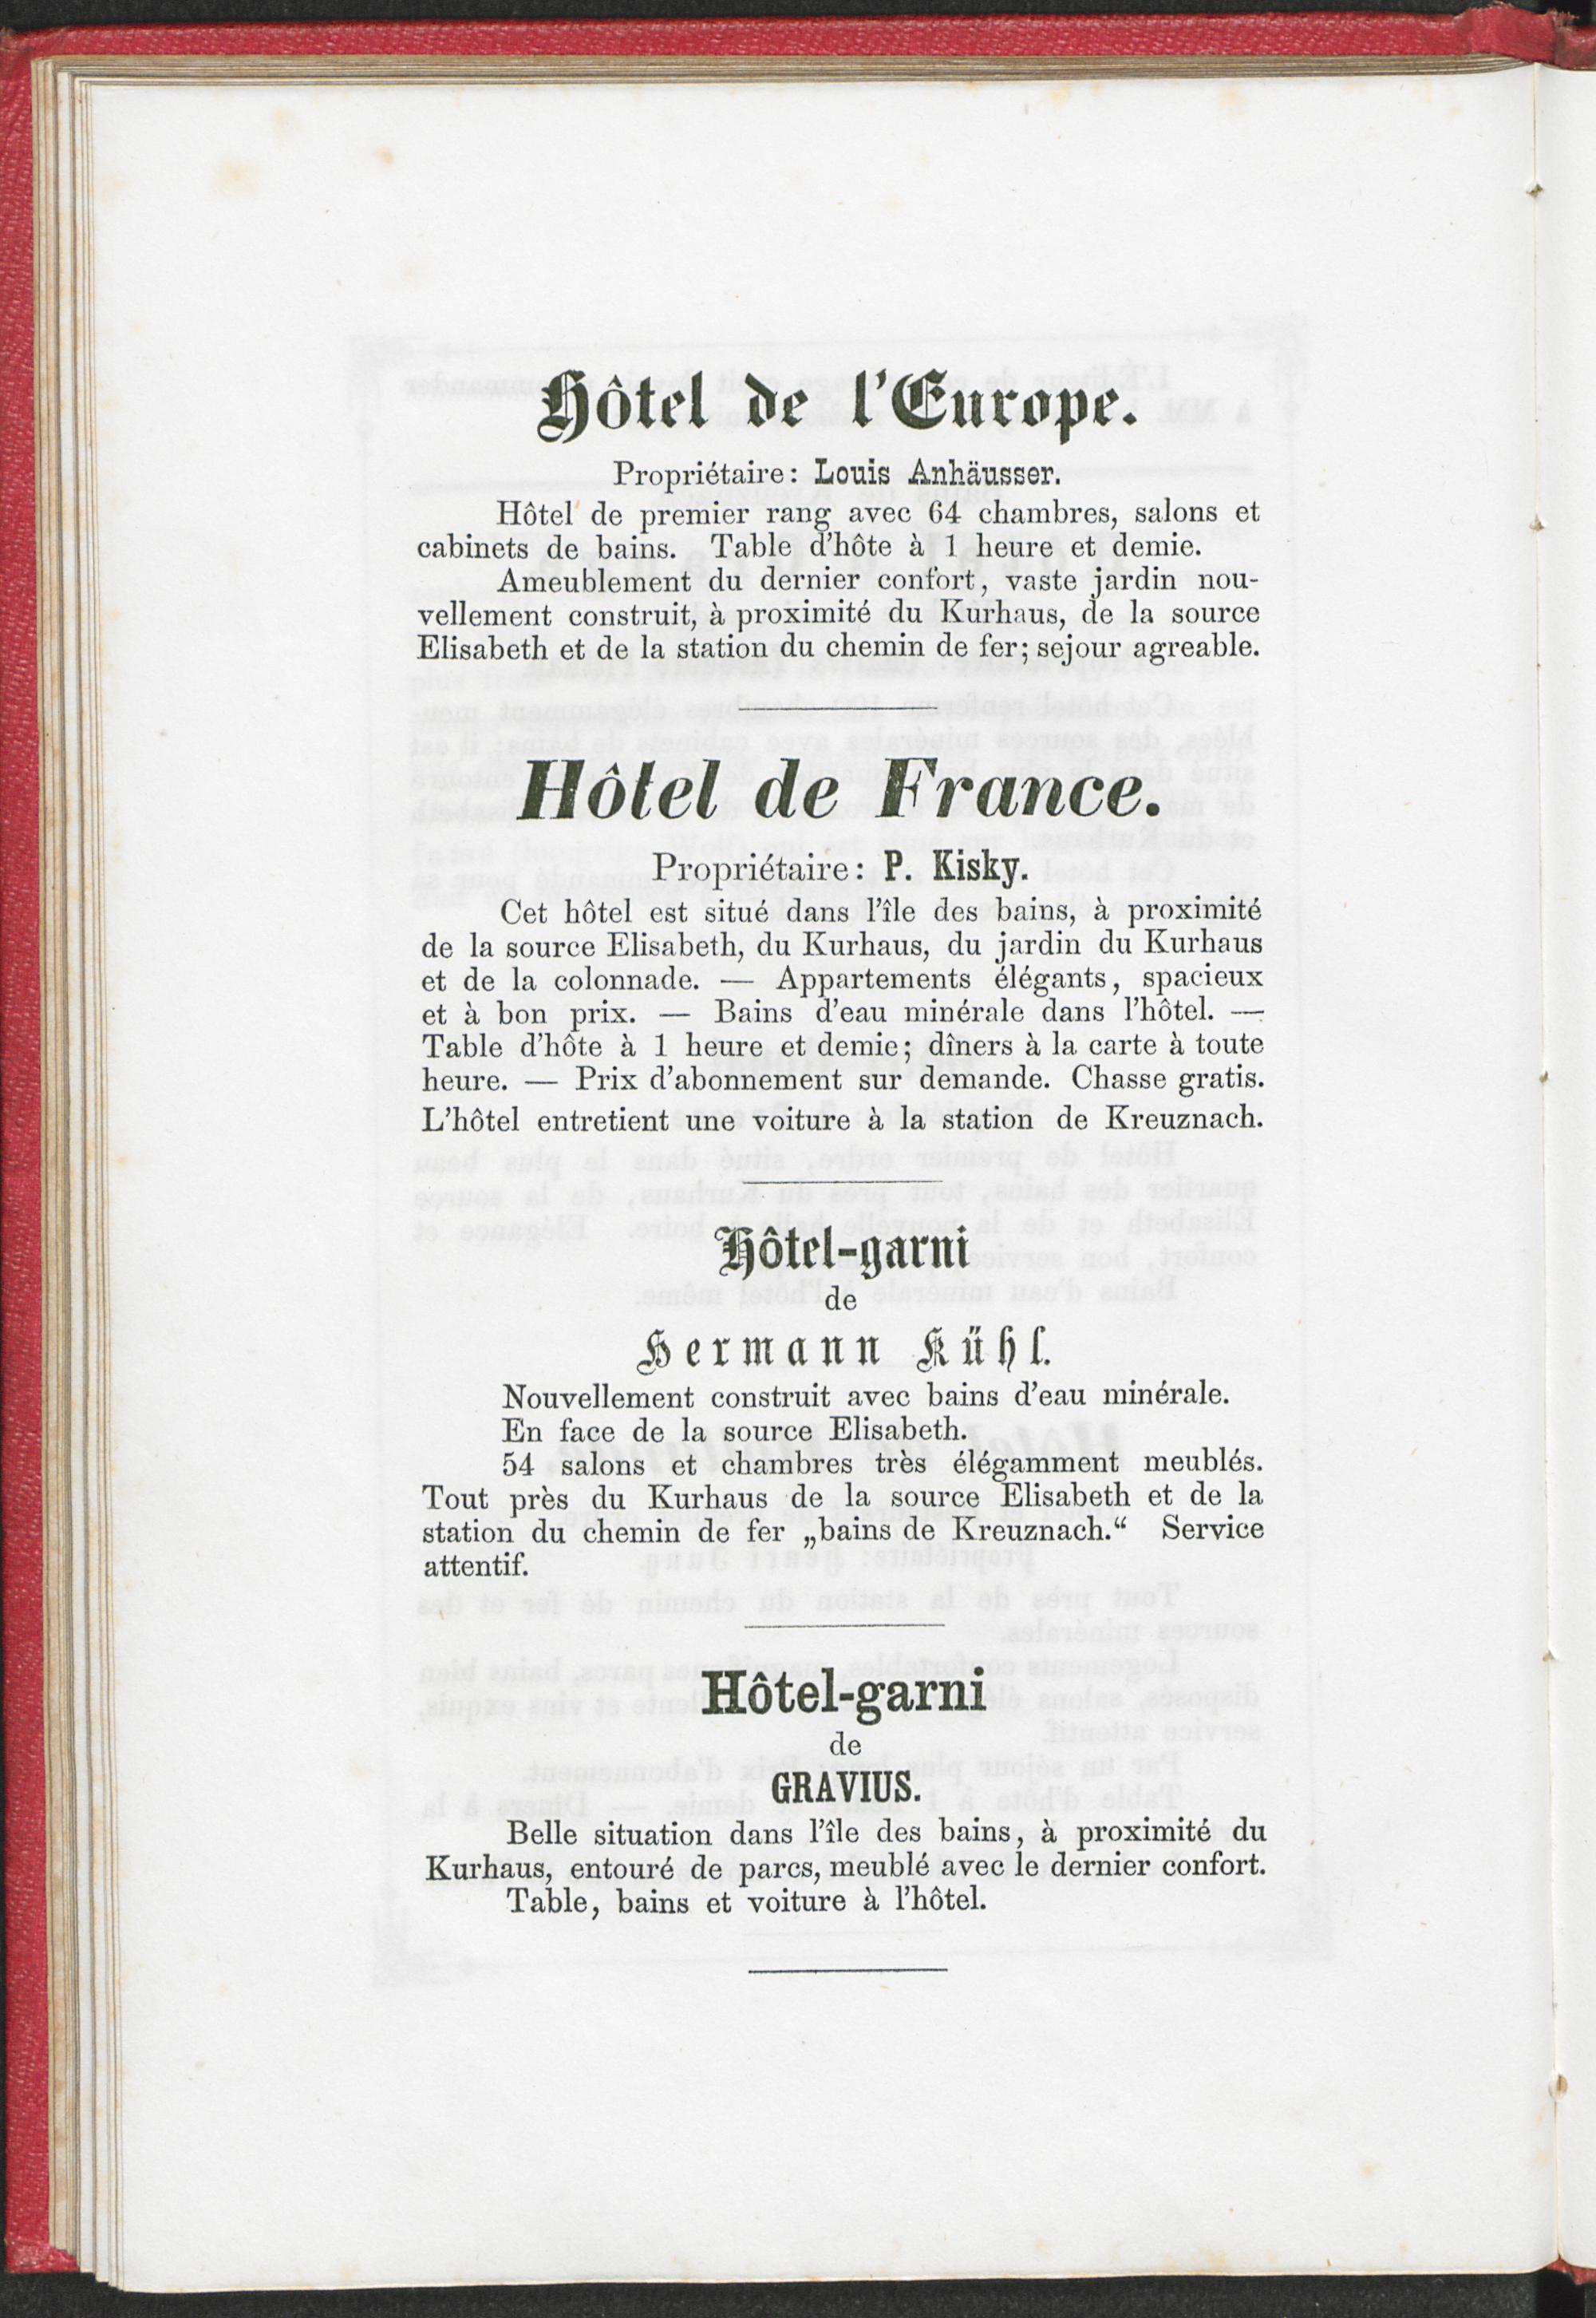 Hôtel de l'Europe.
Propriétaire: Louis Anhäusser.
Hôtel de premier rang avec 64 chambres, salons et
cabinets de bains. Table d'hôte à 1 heure et demie.
Ameublement du dernier confort, vaste jardin nou-
vellement construit, à proximité du Kurhaus, de la source
Elisabeth et de la station du chemin de fer; sejour agreable.
Hôtel de France.
Propriétaire: P. Kisky.
Cet hôtel est situé dans l'île des bains, à proximité
de la source Elisabeth, du Kurhaus, du jardin du Kurhaus
et de la colonnade. — Appartements élégants, spacieux
et à bon prix. — Bains d'eau minérale dans l'hôtel. —
Table d'hôte à 1 heure et demie; dîners à la carte à toute
heure. — Prix d'abonnement sur demande. Chasse gratis.
L'hôtel entretient une voiture à la station de Kreuznach.
Hôtel-garni
de
Hermann Kühl.
Nouvellement construit avec bains d'eau minérale.
En face de la source Elisabeth.
54 salons et chambres très élégamment meublés.
Tout près du Kurhaus de la source Elisabeth et de la
station du chemin de fer „bains de Kreuznach.“ Service
attentif.
Hôtel-garni
de
GRAVIUS.
Belle situation dans l'île des bains, à proximité du
Kurhaus, entouré de parcs, meublé avec le dernier confort.
Table, bains et voiture à l'hôtel.